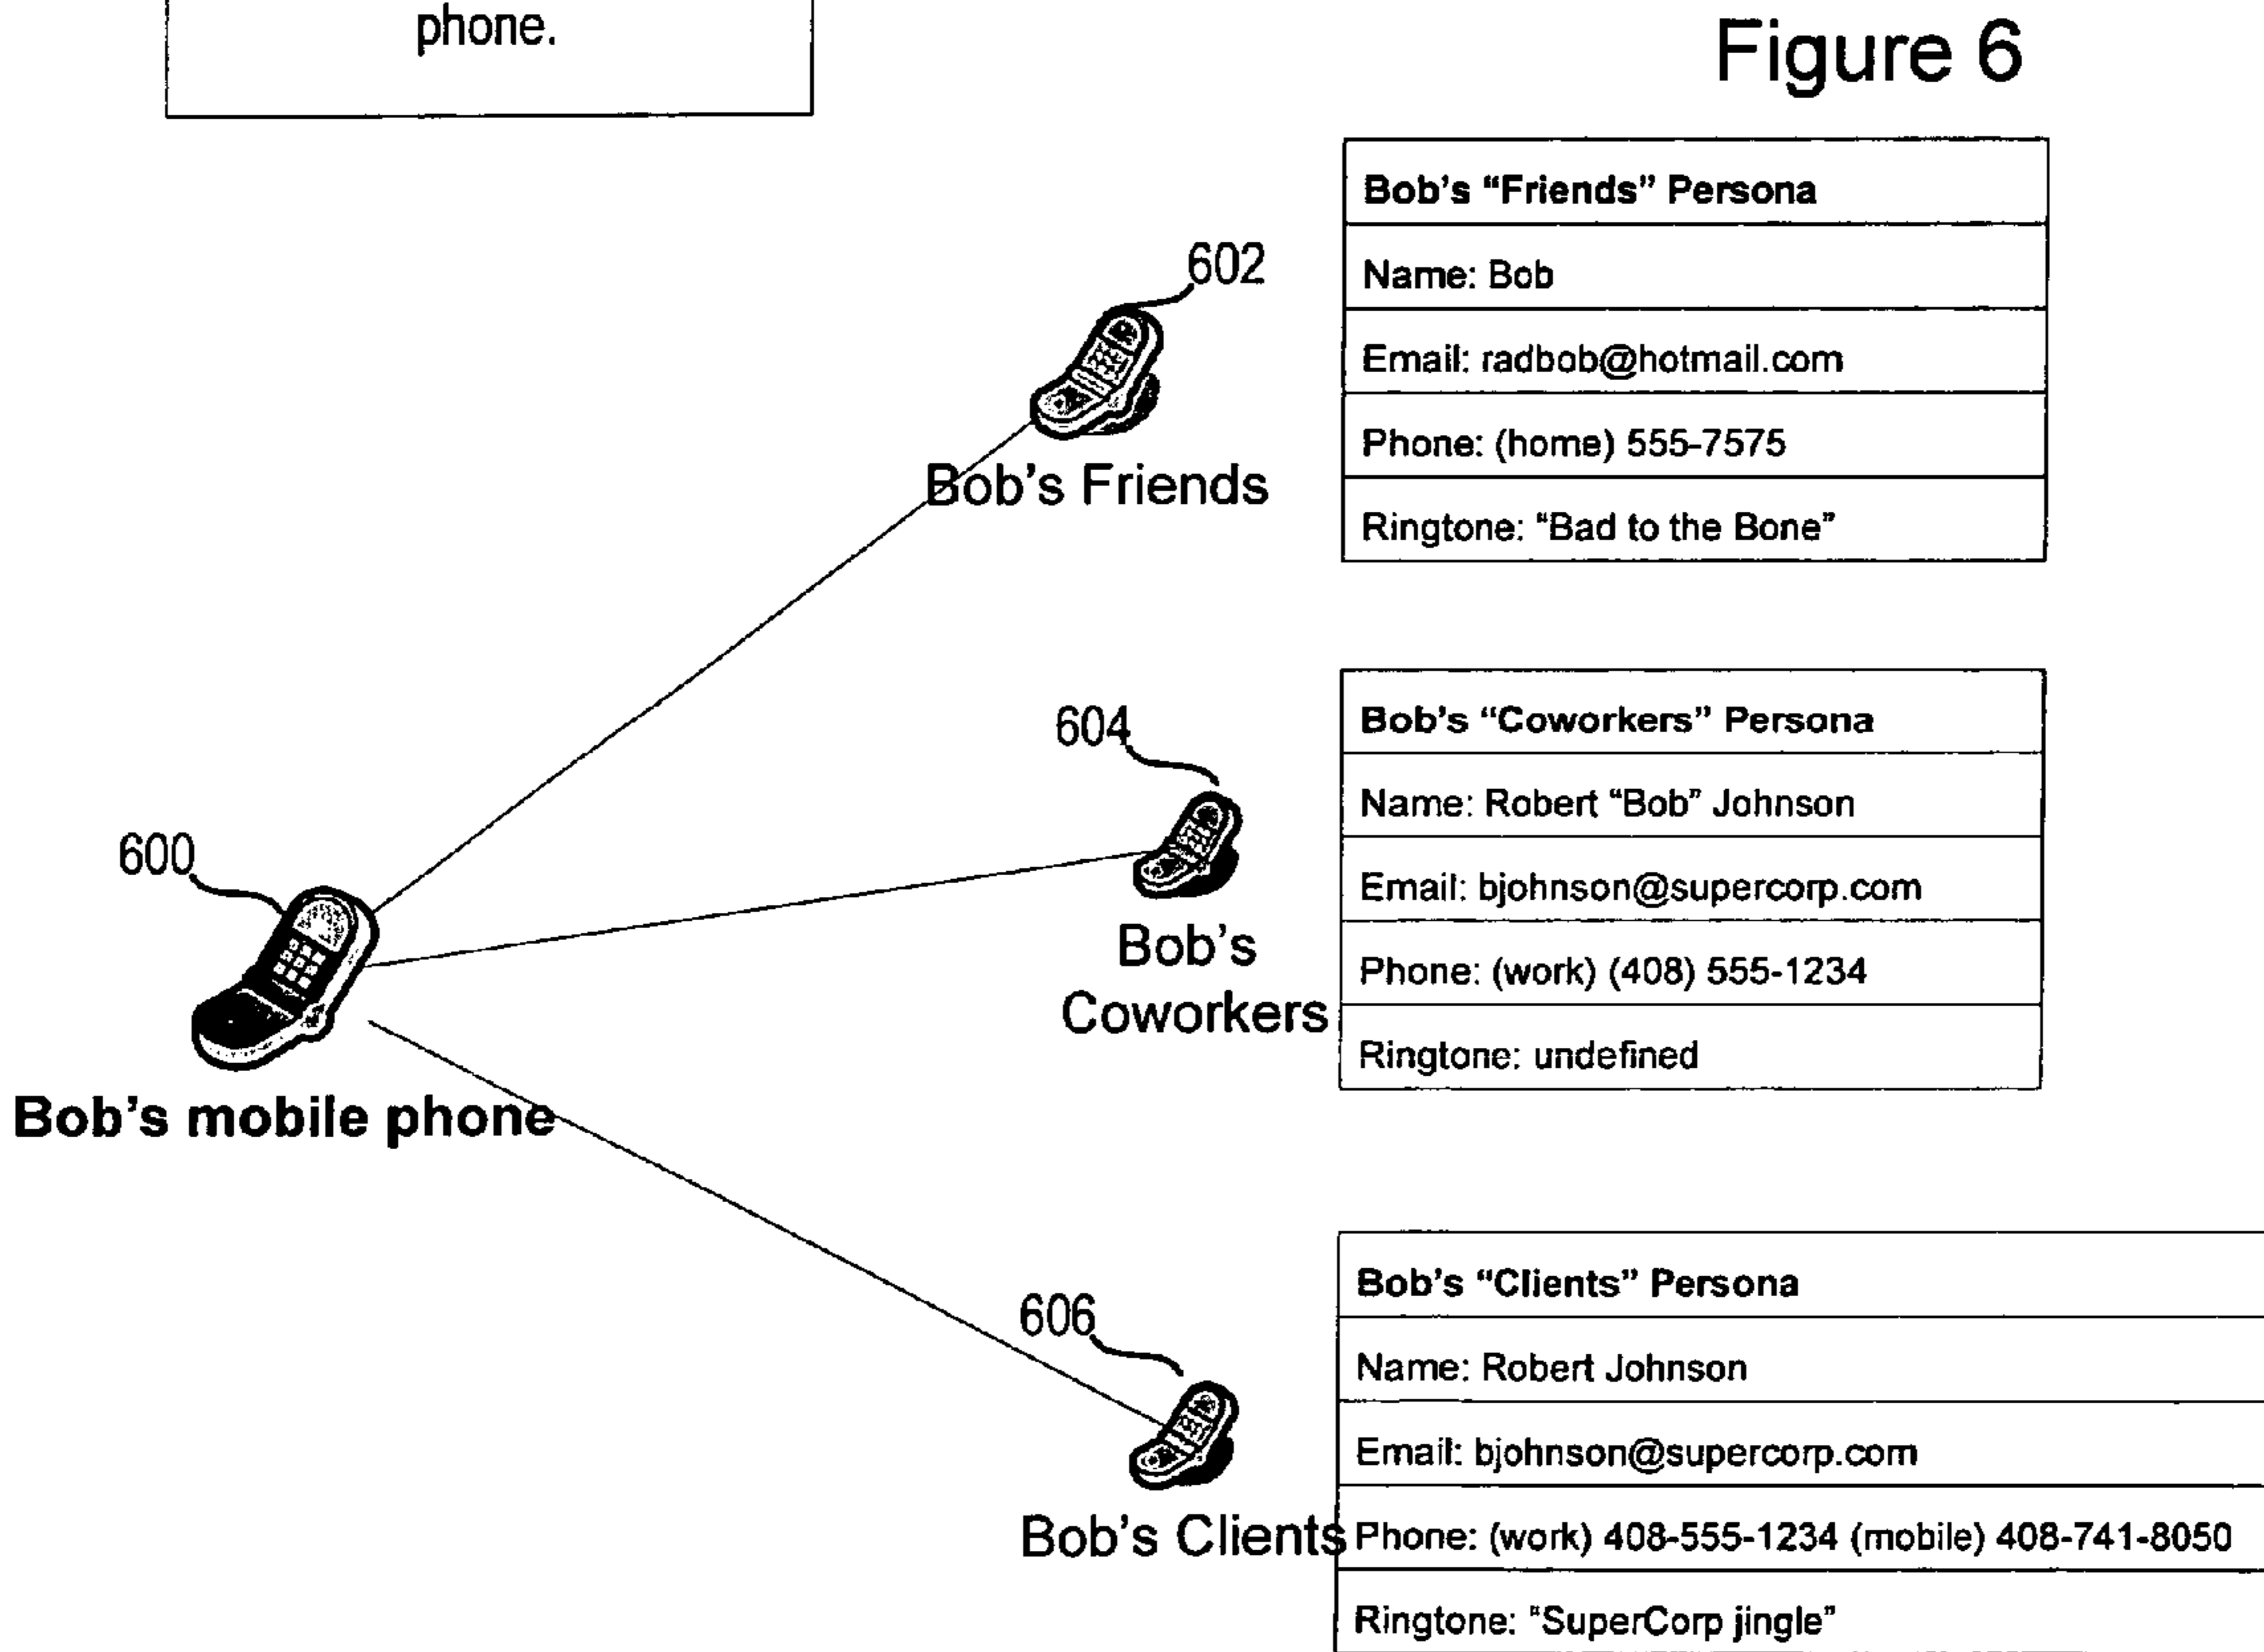 phone.
Figure 6
602
Bob's Friends
Bob's “Friends” Persona
Name: Bob
Email: radbob@hotmail.com
Phone: (home) 555-7575
Ringtone: “Bad to the Bone”
604
Bob's
Coworkers
Bob's “Coworkers” Persona
Name: Robert “Bob” Johnson
Email: bjohnson@supercorp.com
Phone: (work) (408) 555-1234
Ringtone: undefined
600
Bob's mobile phone
606
Bob's Clients
Bob's “Clients” Persona
Name: Robert Johnson
Email: bjohnson@supercorp.com
Phone: (work) 408-555-1234 (mobile) 408-741-8050
Ringtone: “SuperCorp jingle”